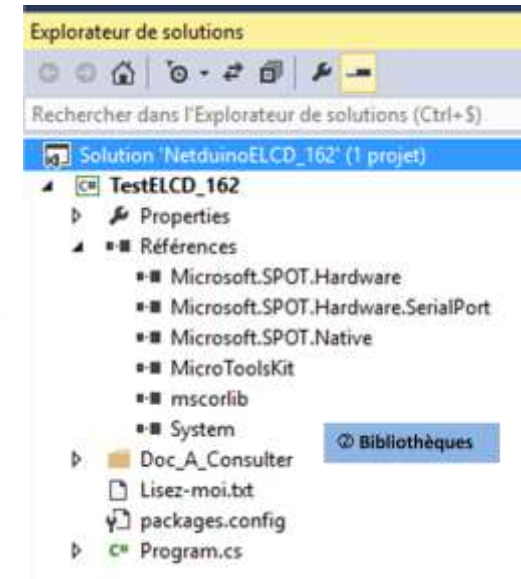 Explorateur de solutions
Rechercher dans l'Explorateur de solutions (Ctrl+$)
Solution 'NetduinoELCD_162' (1 projet)
C# TestELCD_162
Properties
Références
Microsoft.SPOT.Hardware
Microsoft.SPOT.Hardware.SerialPort
Microsoft.SPOT.Native
MicroToolsKit
mscorlib
System
② Bibliothèques
Doc_A_Consulter
Lisez-moi.txt
packages.config
C# Program.cs